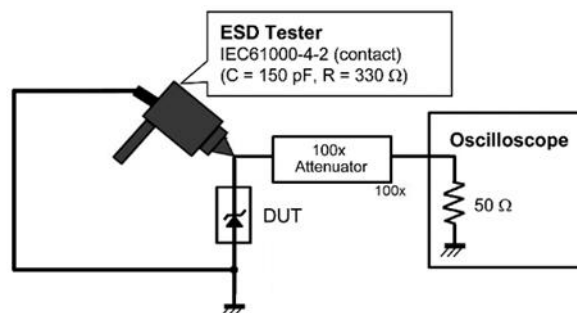 ESD Tester
IEC61000-4-2 (contact)
(C = 150 pF, R = 330 Ω)
100x
Attenuator
100x
Oscilloscope
50 Ω
DUT